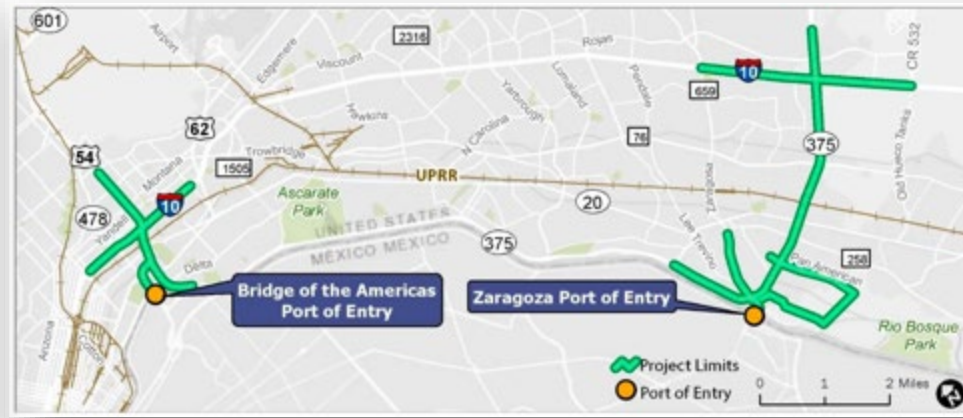 601
Airport
Edgemere
Viscount
2316
Rojas
CR 532
10
659
Hawkins
N Carolina
Yarbrough
Lomaland
Pendale
76
62
54
Montana
1505
Trowbridge
375
Old Hueco Tanks
UPRR
Ascarate
Park
Zaragoza
478
10
Yandell
20
UNITED STATES
MEXICO MEXICO
375
Lee Trevino
Delta
Pan American
258
Bridge of the Americas
Port of Entry
Zaragoza Port of Entry
Rio Bosque
Park
Arizona
Cotton
Project Limits
Port of Entry
0 1 2 Miles